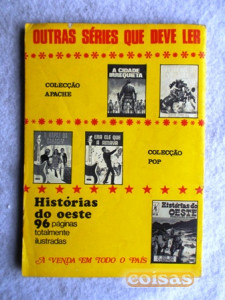 OUTRAS SÉRIES QUE DEVE LER
A CIDADE
IRREQUIETA
COLECÇÃO
APACHE
COLECÇÃO
POP
Histórias
do oeste
96 páginas
totalmente
ilustradas
Histórias do
OESTE
À VENDA EM TODO O PAÍS
coisas